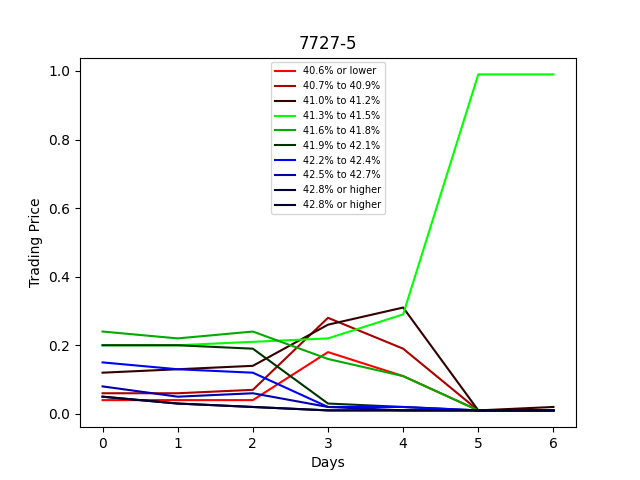 7727-5
40.6% or lower
40.7% to 40.9%
41.0% to 41.2%
41.3% to 41.5%
41.6% to 41.8%
41.9% to 42.1%
42.2% to 42.4%
42.5% to 42.7%
42.8% or higher
42.8% or higher
Trading Price
1.0
0.8
0.6
0.4
0.2
0.0
0 1 2 3 4 5 6
Days